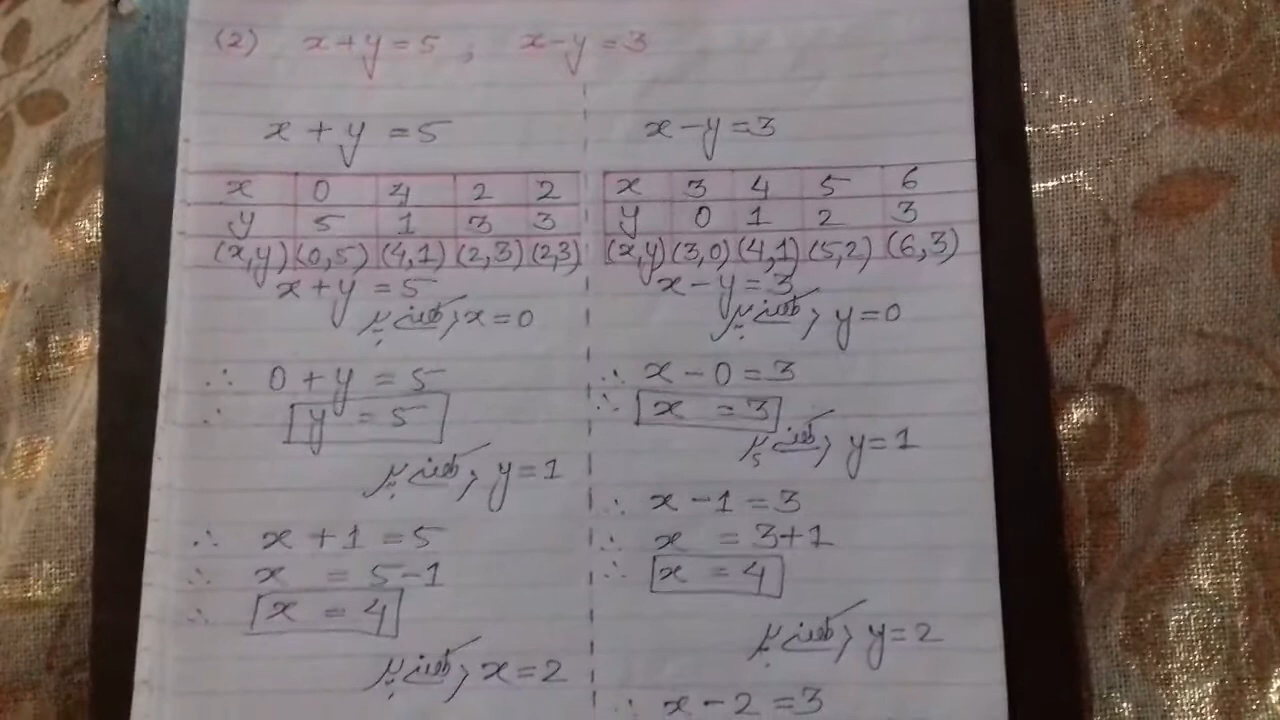 (2) x+y=5 ; x-y=3
x + y = 5
x | 0 | 4 | 2 | 2
y | 5 | 1 | 3 | 3
(x,y) | (0,5) | (4,1) | (2,3) | (2,3)
x+y = 5
x=0 رکھنے پر
∴ 0 + y = 5
∴ y = 5
y=1 رکھنے پر
∴ x + 1 = 5
∴ x = 5-1
∴ x = 4
x=2 رکھنے پر
x-y=3
x | 3 | 4 | 5 | 6
y | 0 | 1 | 2 | 3
(x,y) | (3,0) | (4,1) | (5,2) | (6,3)
x-y=3
y=0 رکھنے پر
∴ x-0=3
∴ x = 3
y=1 رکھنے پر
∴ x-1=3
∴ x = 3+1
∴ x = 4
y=2 رکھنے پر
∴ x-2=3